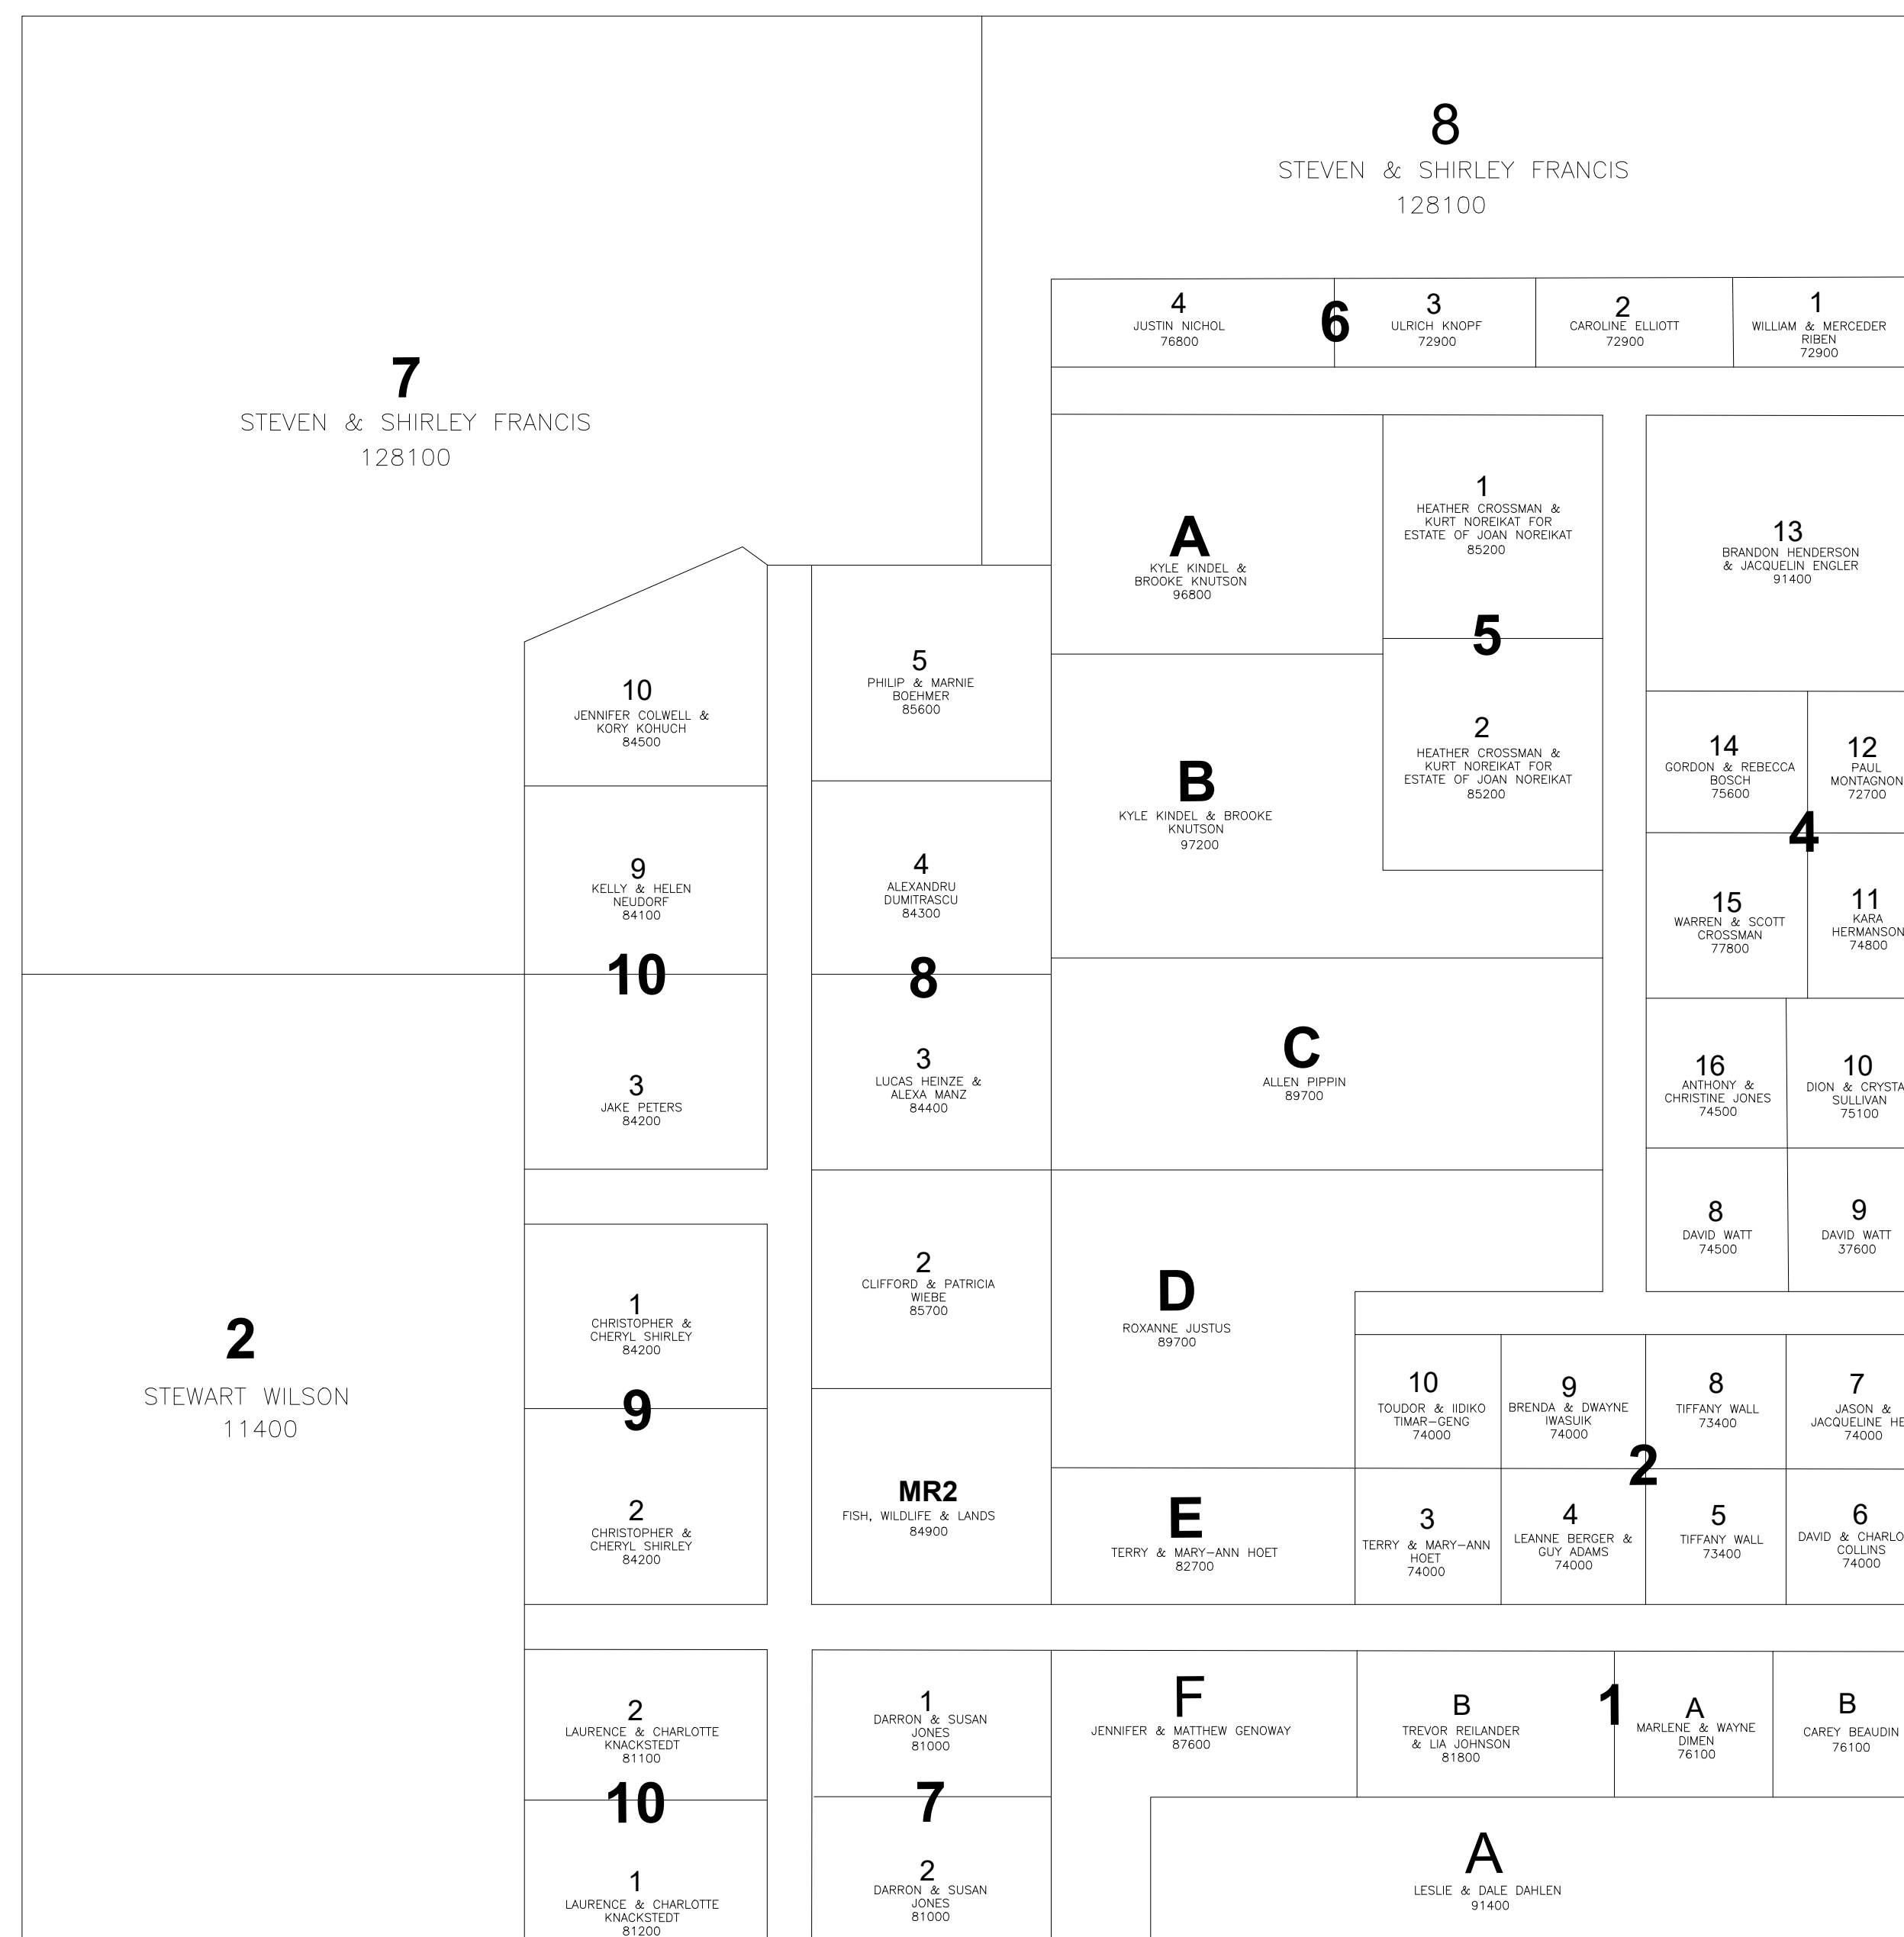 8
STEVEN & SHIRLEY FRANCIS
128100
7
STEVEN & SHIRLEY FRANCIS
128100
6
4
JUSTIN NICHOL
76800
3
ULRICH KNOPF
72900
2
CAROLINE ELLIOTT
72900
1
WILLIAM & MERCEDER
RIBEN
72900
A
KYLE KINDEL &
BROOKE KNUTSON
96800
1
HEATHER CROSSMAN &
KURT NOREIKAT FOR
ESTATE OF JOAN NOREIKAT
85200
5
2
HEATHER CROSSMAN &
KURT NOREIKAT FOR
ESTATE OF JOAN NOREIKAT
85200
13
BRANDON HENDERSON
& JACQUELIN ENGLER
91400
B
KYLE KINDEL & BROOKE
KNUTSON
97200
14
GORDON & REBECCA
BOSCH
75600
12
PAUL
MONTAGNON
72700
4
15
WARREN & SCOTT
CROSSMAN
77800
11
KARA
HERMANSON
74800
10
JENNIFER COLWELL &
KORY KOHUCH
84500
5
PHILIP & MARNIE
BOEHMER
85600
9
KELLY & HELEN
NEUDORF
84100
4
ALEXANDRU
DUMITRASCU
84300
10
8
3
JAKE PETERS
84200
3
LUCAS HEINZE &
ALEXA MANZ
84400
C
ALLEN PIPPIN
89700
16
ANTHONY &
CHRISTINE JONES
74500
10
DION & CRYSTA
SULLIVAN
75100
8
DAVID WATT
74500
9
DAVID WATT
37600
2
STEWART WILSON
11400
1
CHRISTOPHER &
CHERYL SHIRLEY
84200
9
2
CHRISTOPHER &
CHERYL SHIRLEY
84200
2
CLIFFORD & PATRICIA
WIEBE
85700
MR2
FISH, WILDLIFE & LANDS
84900
D
ROXANNE JUSTUS
89700
E
TERRY & MARY-ANN HOET
82700
10
TOUDOR & IIDIKO
TIMAR-GENG
74000
9
BRENDA & DWAYNE
IWASUIK
74000
8
TIFFANY WALL
73400
7
JASON &
JACQUELINE HE
74000
2
3
TERRY & MARY-ANN
HOET
74000
4
LEANNE BERGER &
GUY ADAMS
74000
5
TIFFANY WALL
73400
6
DAVID & CHARLO
COLLINS
74000
2
LAURENCE & CHARLOTTE
KNACKSTEDT
81100
10
1
LAURENCE & CHARLOTTE
KNACKSTEDT
81200
1
DARRON & SUSAN
JONES
81000
7
2
DARRON & SUSAN
JONES
81000
F
JENNIFER & MATTHEW GENOWAY
87600
B
TREVOR REILANDER
& LIA JOHNSON
81800
1
A
MARLENE & WAYNE
DIMEN
76100
B
CAREY BEAUDIN
76100
A
LESLIE & DALE DAHLEN
91400